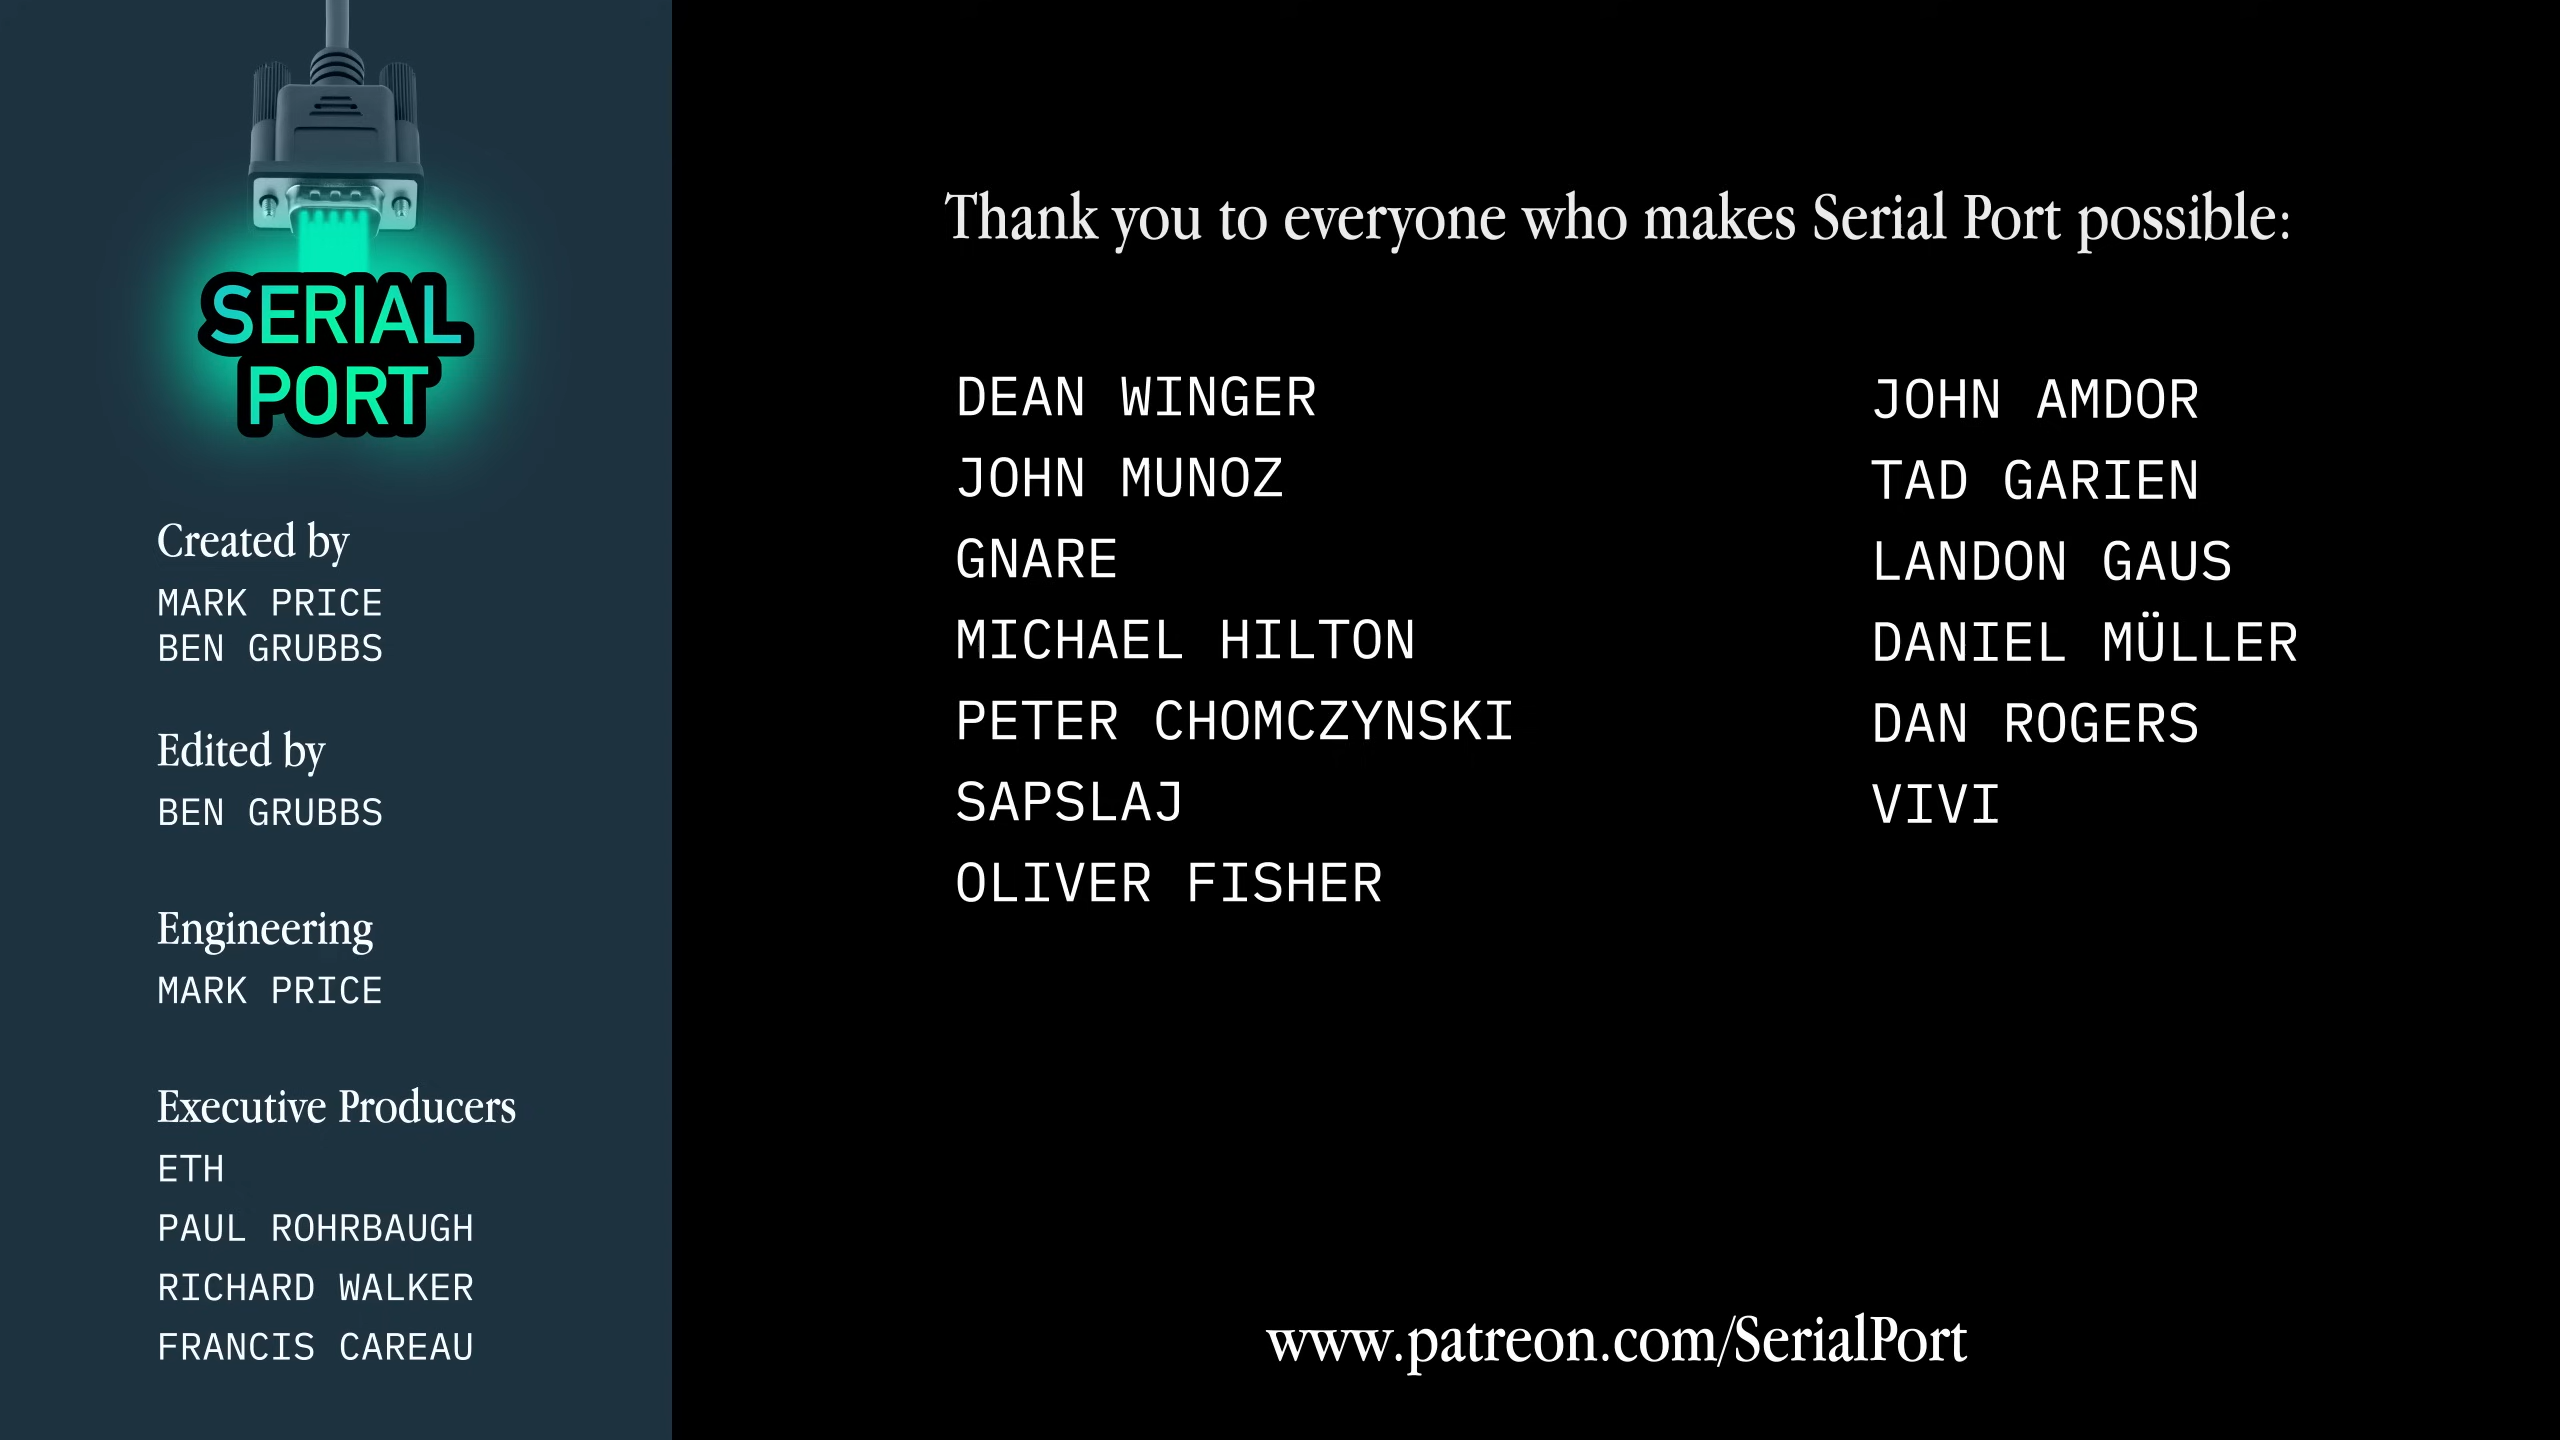 SERIAL
PORT
Created by
MARK PRICE
BEN GRUBBS
Edited by
BEN GRUBBS
Engineering
MARK PRICE
Executive Producers
ETH
PAUL ROHRBAUGH
RICHARD WALKER
FRANCIS CAREAU
Thank you to everyone who makes Serial Port possible:
DEAN WINGER
JOHN MUNOZ
GNARE
MICHAEL HILTON
PETER CHOMCZYNSKI
SAPSLAJ
OLIVER FISHER
JOHN AMDOR
TAD GARIEN
LANDON GAUS
DANIEL MÜLLER
DAN ROGERS
VIVI
www.patreon.com/SerialPort